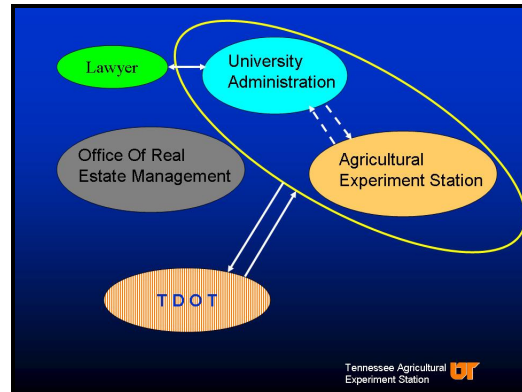 Lawyer
University
Administration
Office Of Real
Estate Management
Agricultural
Experiment Station
T D O T
Tennessee Agricultural
Experiment Station
UT